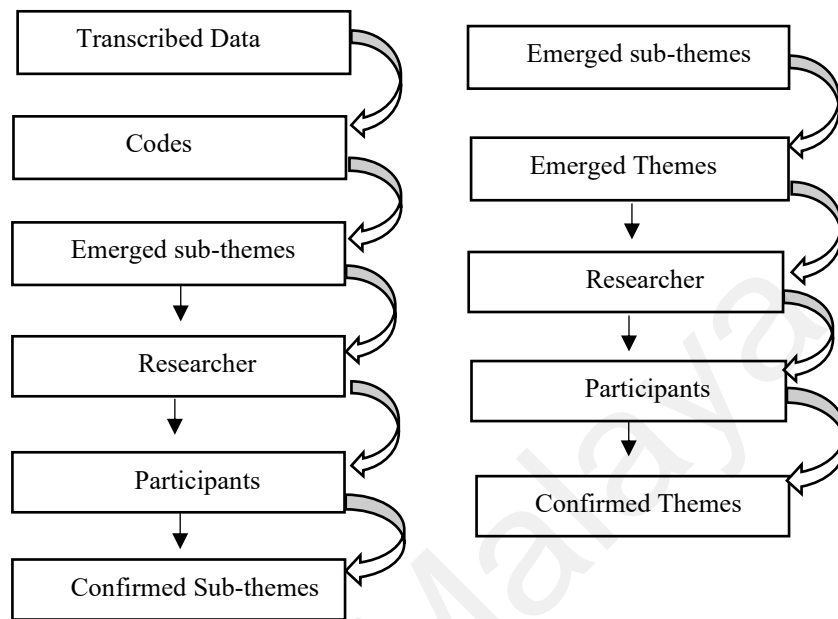 Transcribed Data
Codes
Emerged sub-themes
Researcher
Participants
Confirmed Sub-themes
Emerged sub-themes
Emerged Themes
Researcher
Participants
Confirmed Themes
Malaya